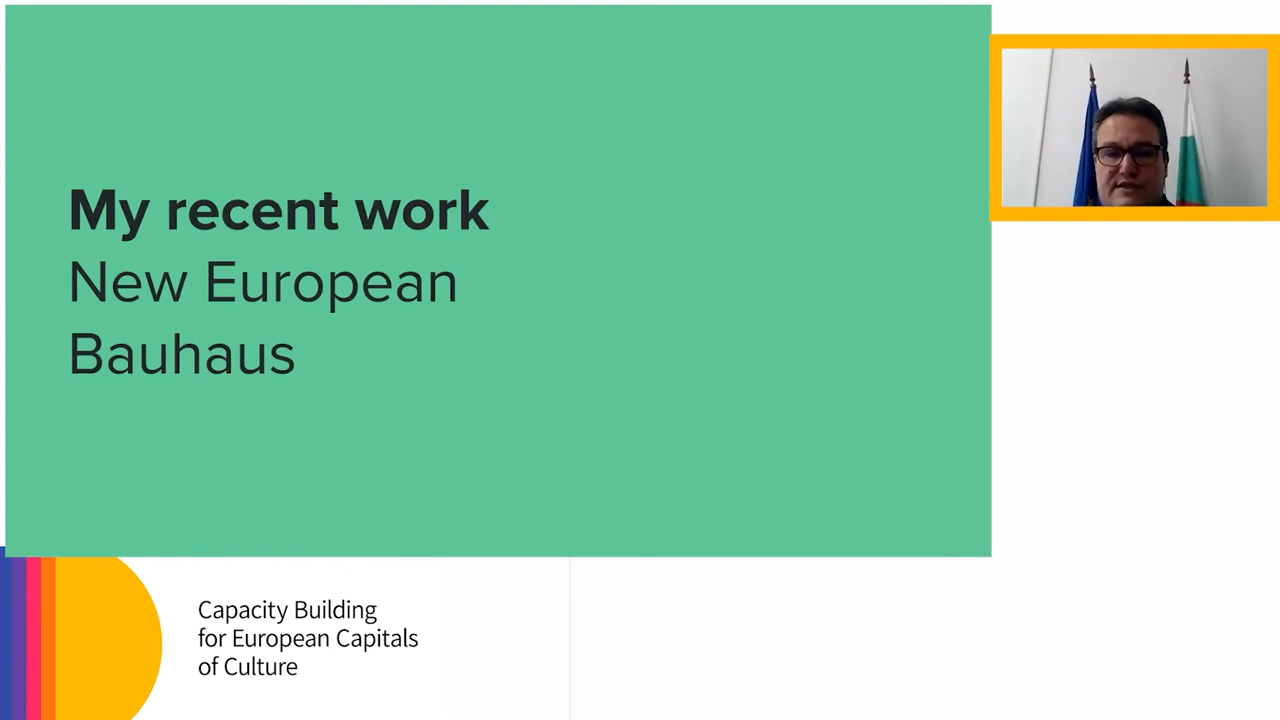 My recent work
New European
Bauhaus
Capacity Building
for European Capitals
of Culture